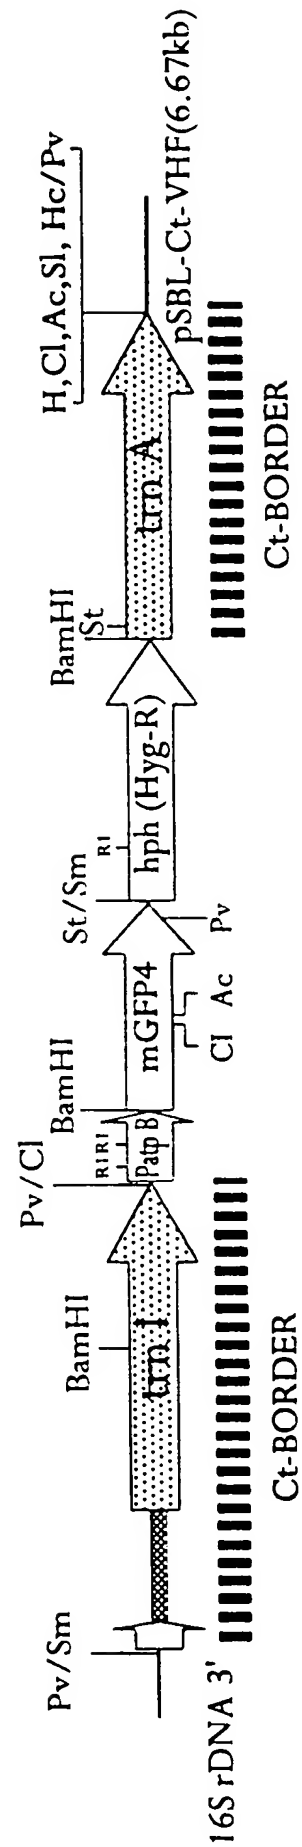 Pv/Sm
BamHI
Pv/Cl
BamHI
St/Sm
BamHI
St
H,Cl,Ac,Sl, Hc/Pv
RI RI
RI
trn I
Patp B
mGFP4
hph (Hyg-R)
trn A
Cl
Ac
Pv
16S rDNA 3'
pSBL-Ct-VHF(6.67kb)
Ct-BORDER
Ct-BORDER